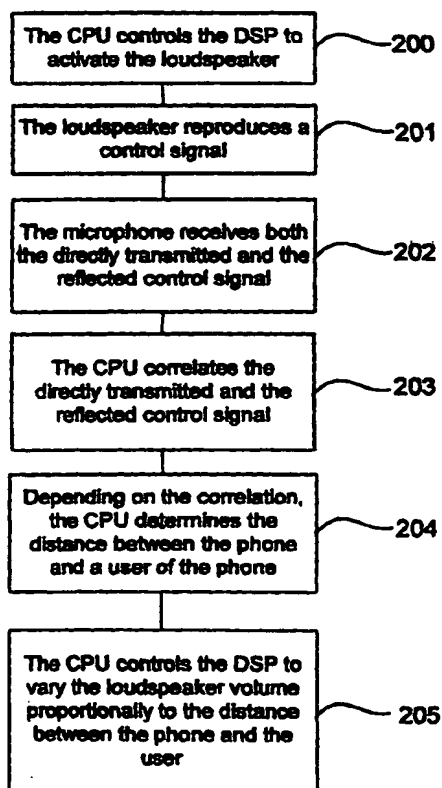 The CPU controls the DSP to
activate the loudspeaker
200
The loudspeaker reproduces a
control signal
201
The microphone receives both
the directly transmitted and the
reflected control signal
202
The CPU correlates the
directly transmitted and the
reflected control signal
203
Depending on the correlation,
the CPU determines the
distance between the phone
and a user of the phone
204
The CPU controls the DSP to
vary the loudspeaker volume
proportionally to the distance
between the phone and the
user
205